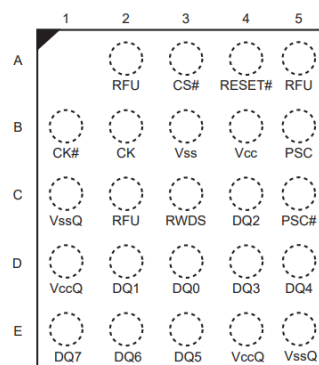 1 2 3 4 5
A
RFU CS# RESET# RFU
B
CK# CK Vss Vcc PSC
C
VssQ RFU RWDS DQ2 PSC#
D
VccQ DQ1 DQ0 DQ3 DQ4
E
DQ7 DQ6 DQ5 VccQ VssQ